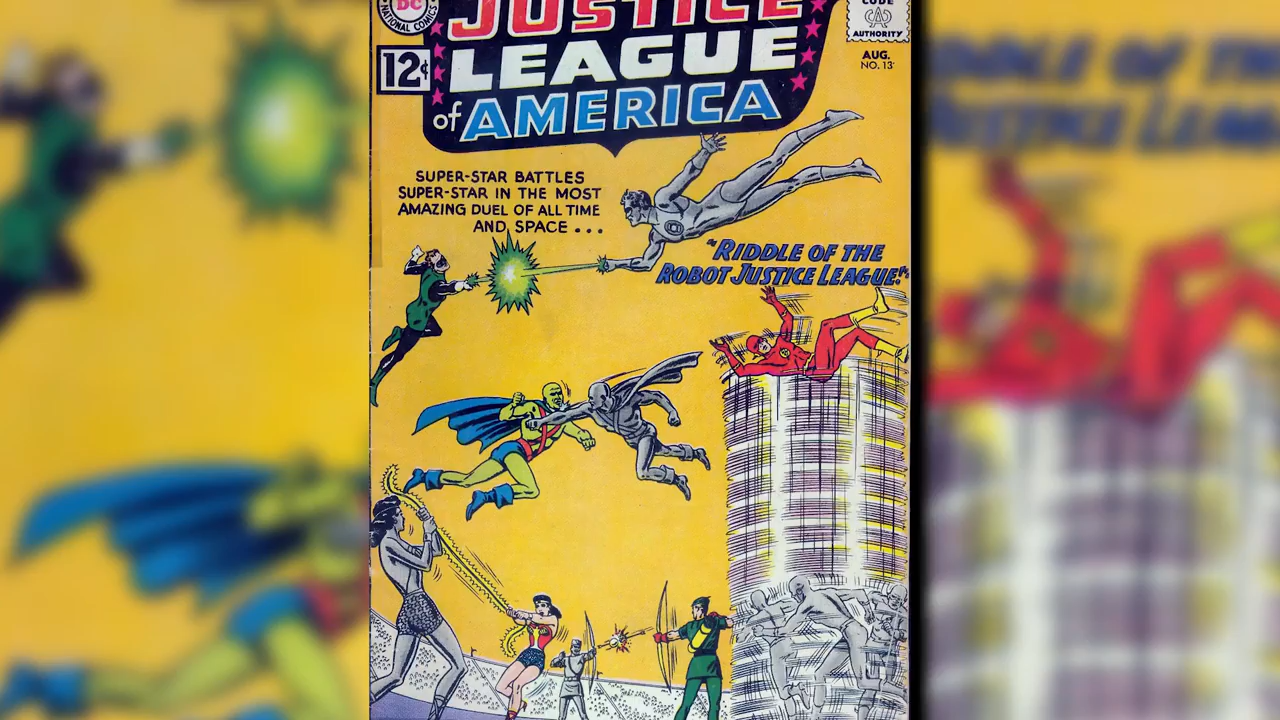 DC
NATIONAL COMICS
JUSTICE
LEAGUE
of AMERICA
12¢
CODE
AUTHORITY
AUG.
NO. 13
SUPER-STAR BATTLES
SUPER-STAR IN THE MOST
AMAZING DUEL OF ALL TIME
AND SPACE...
"RIDDLE OF THE
ROBOT JUSTICE LEAGUE!"